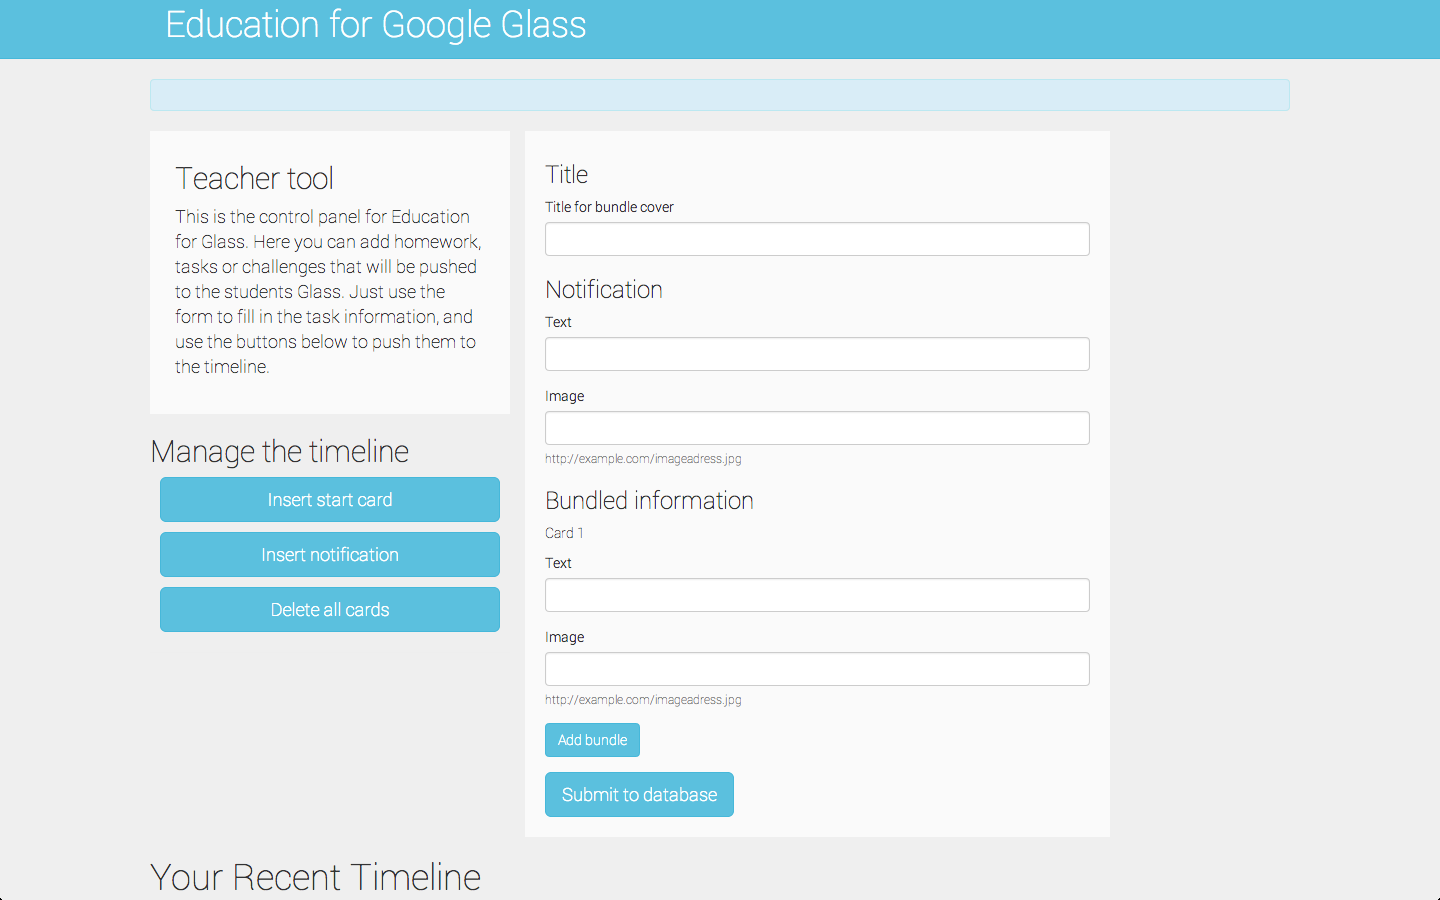 Education for Google Glass
Teacher tool
This is the control panel for Education
for Glass. Here you can add homework,
tasks or challenges that will be pushed
to the students Glass. Just use the
form to fill in the task information, and
use the buttons below to push them to
the timeline.
Manage the timeline
Insert start card
Insert notification
Delete all cards
Title
Title for bundle cover
Notification
Text
Image
http://example.com/imageadress.jpg
Bundled information
Card 1
Text
Image
http://example.com/imageadress.jpg
Add bundle
Submit to database
Your Recent Timeline